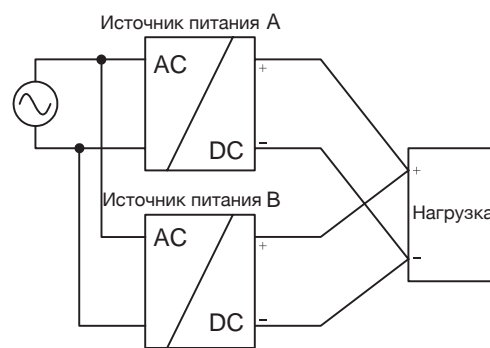 Источник питания A
AC
+
DC
–
Источник питания B
AC
+
DC
–
+
Нагрузка
–